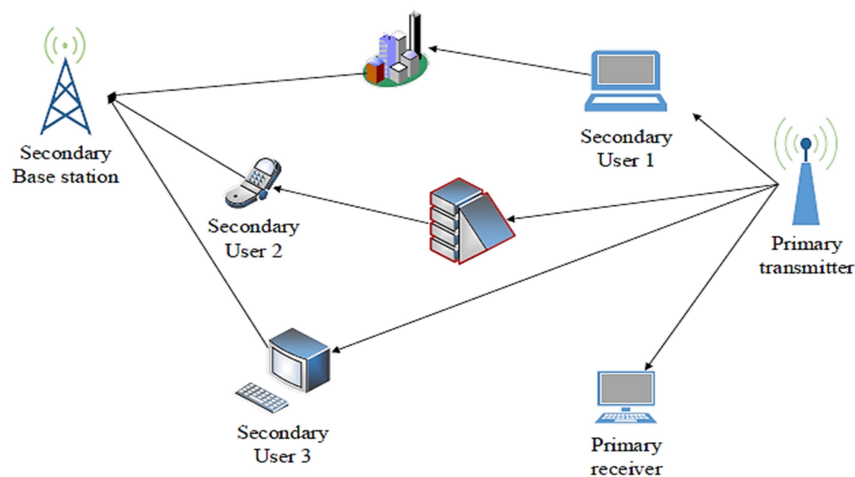 Secondary
Base station
Secondary
User 1
Secondary
User 2
Primary
transmitter
Secondary
User 3
Primary
receiver